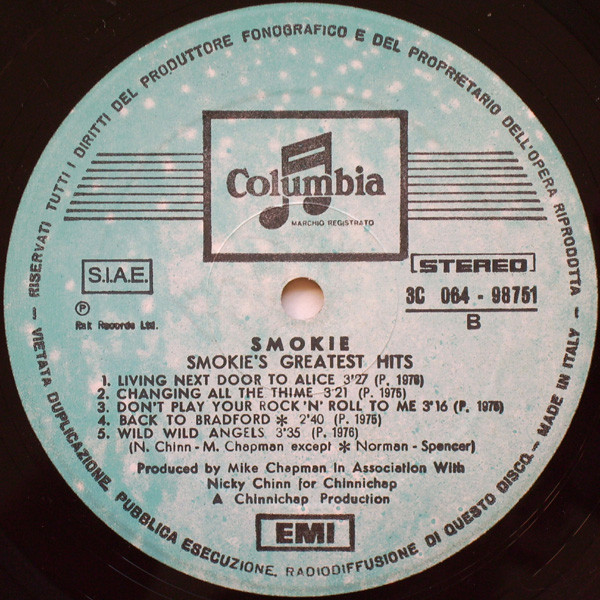 RISERVATI TUTTI I DIRITTI DEL PRODUTTORE FONOGRAFICO E DEL PROPRIETARIO DELL'OPERA RIPRODOTTA - MADE IN ITALY -
Columbia
MARCHIO REGISTRATO
S.I.A.E.
STEREO
℗
3C 064 - 98751
Rak Records Ltd.
B
SMOKIE
SMOKIE'S GREATEST HITS
1. LIVING NEXT DOOR TO ALICE 3'27 (P. 1976)
2. CHANGING ALL THE THIME 3'21 (P. 1975)
3. DON'T PLAY YOUR ROCK 'N' ROLL TO ME 3'16 (P. 1975)
4. BACK TO BRADFORD * 2'40 (P. 1975)
5. WILD WILD ANGELS 3'35 (P. 1976)
(N. Chinn - M. Chapman except * Norman - Spencer)
Produced by Mike Chapman in Association With
Nicky Chinn for Chinnichap
A Chinnichap Production
EMI
- VIETATA DUPLICAZIONE, PUBBLICA ESECUZIONE, RADIODIFFUSIONE DI QUESTO DISCO.